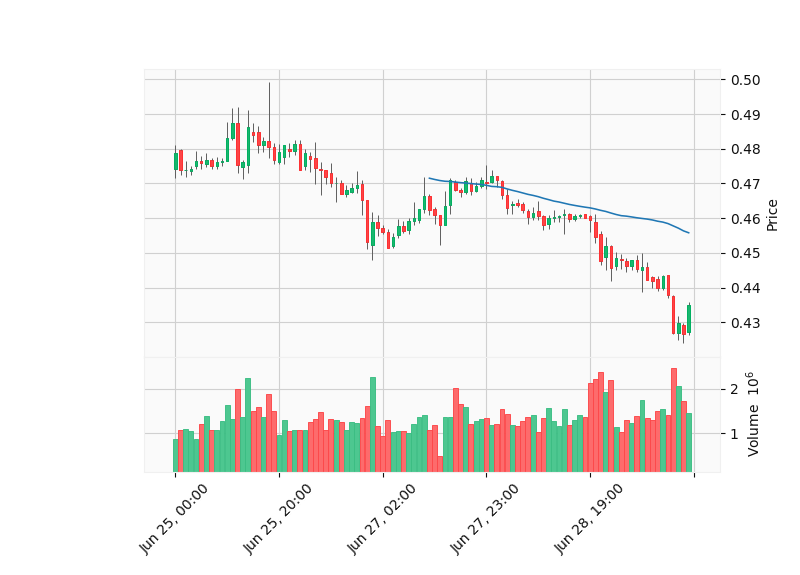 0.50
0.49
0.48
0.47
0.46
0.45
0.44
0.43
Price
2
1
Volume 10^6
Jun 25, 00:00
Jun 25, 20:00
Jun 27, 02:00
Jun 27, 23:00
Jun 28, 19:00